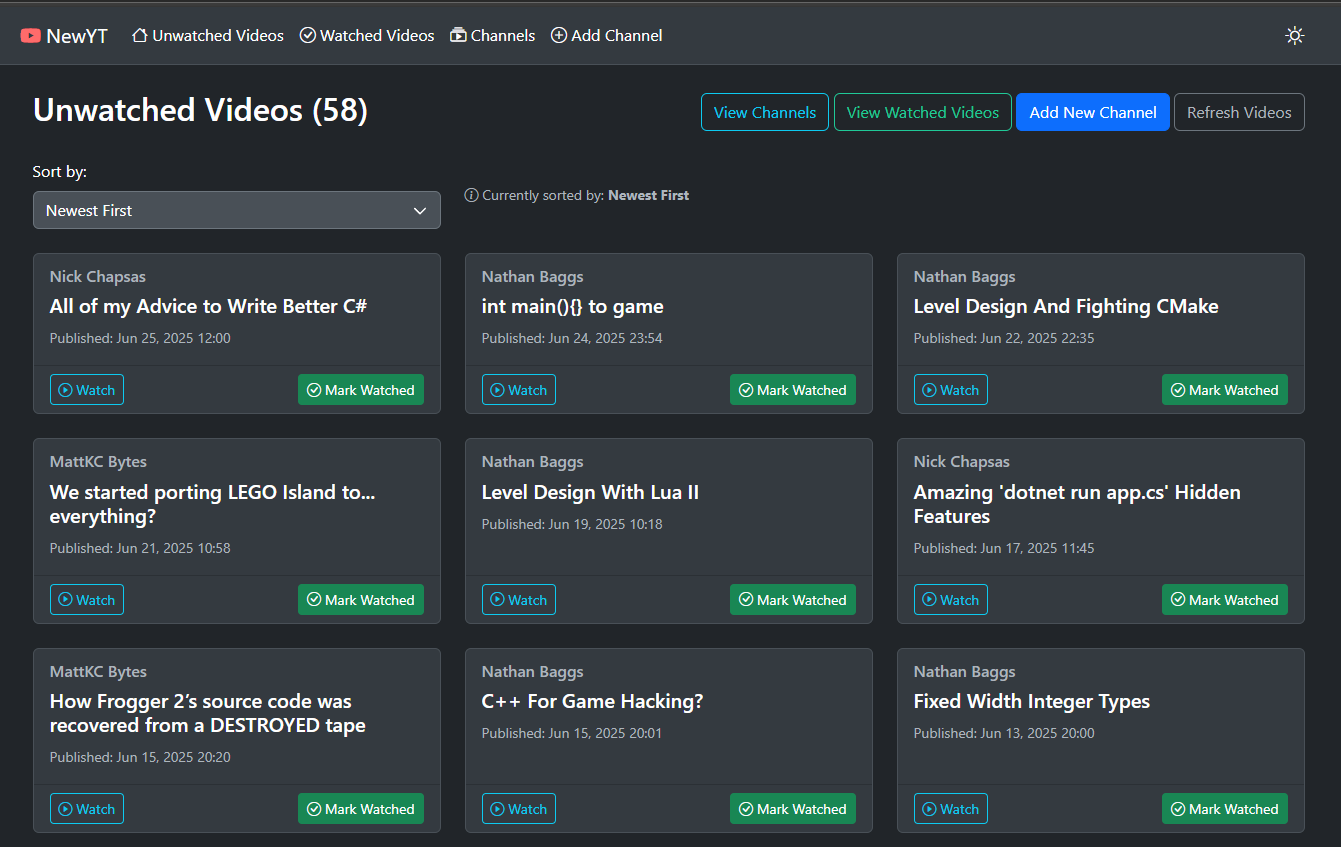 NewYT Unwatched Videos Watched Videos Channels Add Channel
Unwatched Videos (58)
View Channels View Watched Videos Add New Channel Refresh Videos
Sort by:
Newest First
Currently sorted by: Newest First
Nick Chapsas
All of my Advice to Write Better C#
Published: Jun 25, 2025 12:00
Watch Mark Watched
Nathan Baggs
int main(){} to game
Published: Jun 24, 2025 23:54
Watch Mark Watched
Nathan Baggs
Level Design And Fighting CMake
Published: Jun 22, 2025 22:35
Watch Mark Watched
MattKC Bytes
We started porting LEGO Island to...
everything?
Published: Jun 21, 2025 10:58
Watch Mark Watched
Nathan Baggs
Level Design With Lua II
Published: Jun 19, 2025 10:18
Watch Mark Watched
Nick Chapsas
Amazing 'dotnet run app.cs' Hidden
Features
Published: Jun 17, 2025 11:45
Watch Mark Watched
MattKC Bytes
How Frogger 2’s source code was
recovered from a DESTROYED tape
Published: Jun 15, 2025 20:20
Watch Mark Watched
Nathan Baggs
C++ For Game Hacking?
Published: Jun 15, 2025 20:01
Watch Mark Watched
Nathan Baggs
Fixed Width Integer Types
Published: Jun 13, 2025 20:00
Watch Mark Watched